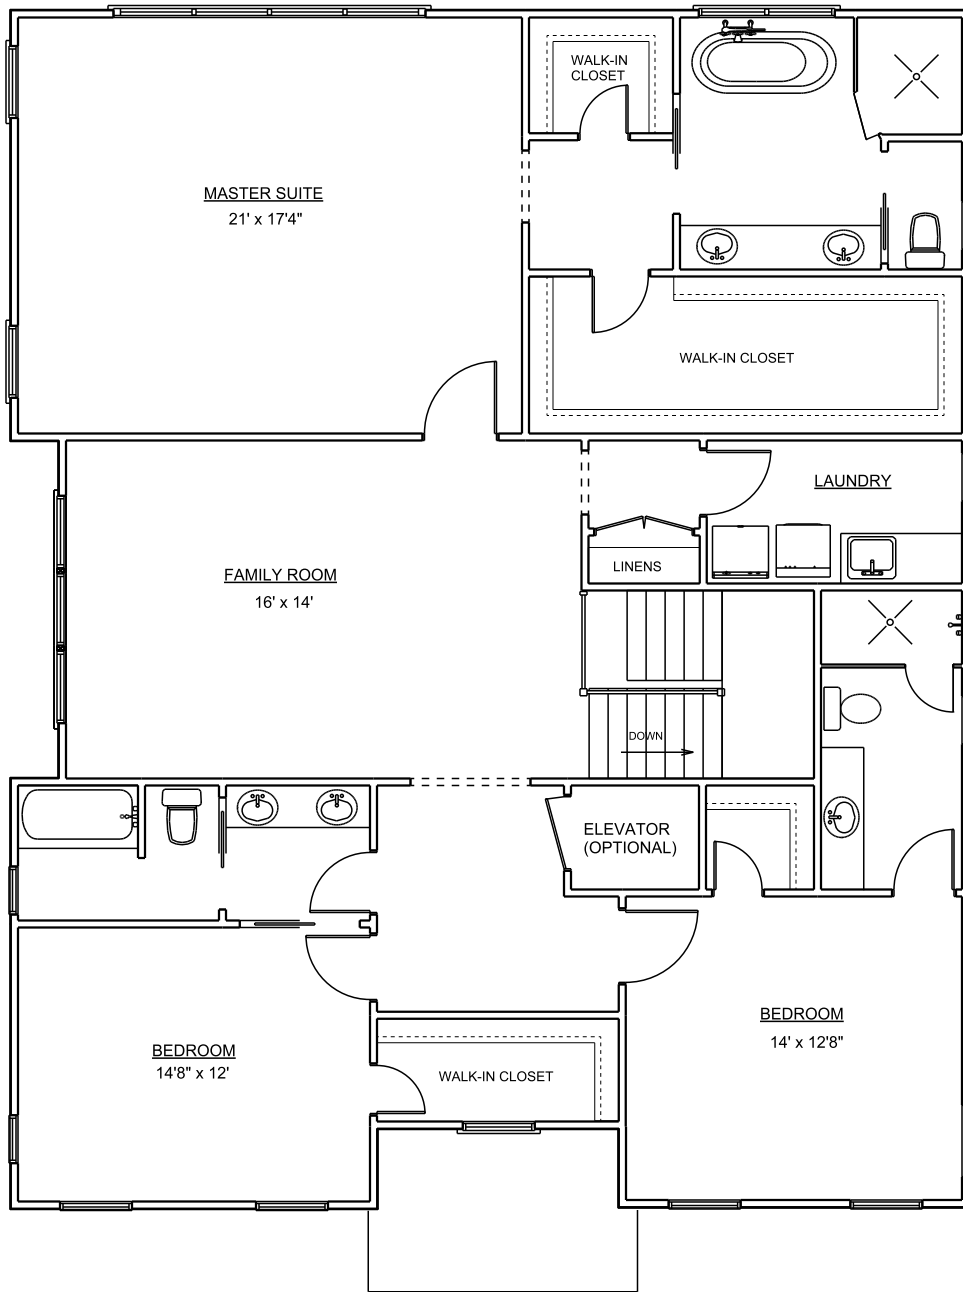 WALK-IN
CLOSET
MASTER SUITE
21' x 17'4"
WALK-IN CLOSET
LAUNDRY
LINENS
FAMILY ROOM
16' x 14'
DOWN
ELEVATOR
(OPTIONAL)
BEDROOM
14' x 12'8"
BEDROOM
14'8" x 12'
WALK-IN CLOSET